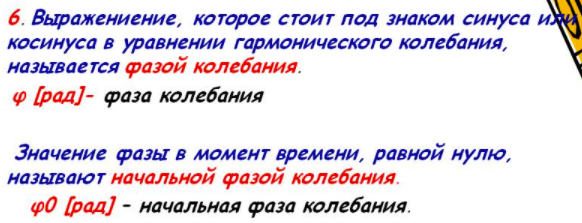 6. Выражениение, которое стоит под знаком синуса или
косинуса в уравнении гармонического колебания,
называется фазой колебания.
φ [рад]- фаза колебания
Значение фазы в момент времени, равной нулю,
называют начальной фазой колебания.
φ0 [рад] - начальная фаза колебания.